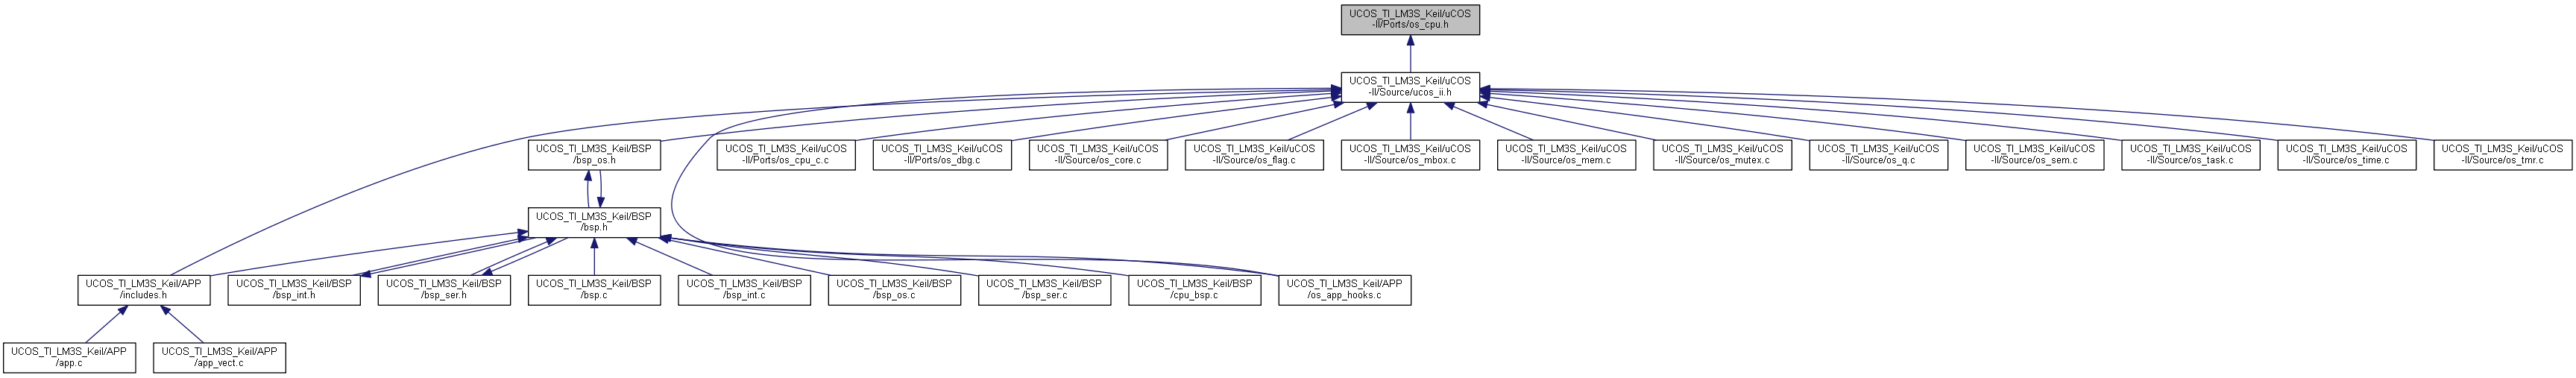 UCOS_TI_LM3S_Keil/uCOS
-II/Ports/os_cpu.h
UCOS_TI_LM3S_Keil/uCOS
-II/Source/ucos_ii.h
UCOS_TI_LM3S_Keil/BSP
/bsp_os.h
UCOS_TI_LM3S_Keil/uCOS
-II/Ports/os_cpu_c.c
UCOS_TI_LM3S_Keil/uCOS
-II/Ports/os_dbg.c
UCOS_TI_LM3S_Keil/uCOS
-II/Source/os_core.c
UCOS_TI_LM3S_Keil/uCOS
-II/Source/os_flag.c
UCOS_TI_LM3S_Keil/uCOS
-II/Source/os_mbox.c
UCOS_TI_LM3S_Keil/uCOS
-II/Source/os_mem.c
UCOS_TI_LM3S_Keil/uCOS
-II/Source/os_mutex.c
UCOS_TI_LM3S_Keil/uCOS
-II/Source/os_q.c
UCOS_TI_LM3S_Keil/uCOS
-II/Source/os_sem.c
UCOS_TI_LM3S_Keil/uCOS
-II/Source/os_task.c
UCOS_TI_LM3S_Keil/uCOS
-II/Source/os_time.c
UCOS_TI_LM3S_Keil/uCOS
-II/Source/os_tmr.c
UCOS_TI_LM3S_Keil/BSP
/bsp.h
UCOS_TI_LM3S_Keil/APP
/includes.h
UCOS_TI_LM3S_Keil/BSP
/bsp_int.h
UCOS_TI_LM3S_Keil/BSP
/bsp_ser.h
UCOS_TI_LM3S_Keil/BSP
/bsp.c
UCOS_TI_LM3S_Keil/BSP
/bsp_int.c
UCOS_TI_LM3S_Keil/BSP
/bsp_os.c
UCOS_TI_LM3S_Keil/BSP
/bsp_ser.c
UCOS_TI_LM3S_Keil/BSP
/cpu_bsp.c
UCOS_TI_LM3S_Keil/APP
/os_app_hooks.c
UCOS_TI_LM3S_Keil/APP
/app.c
UCOS_TI_LM3S_Keil/APP
/app_vect.c